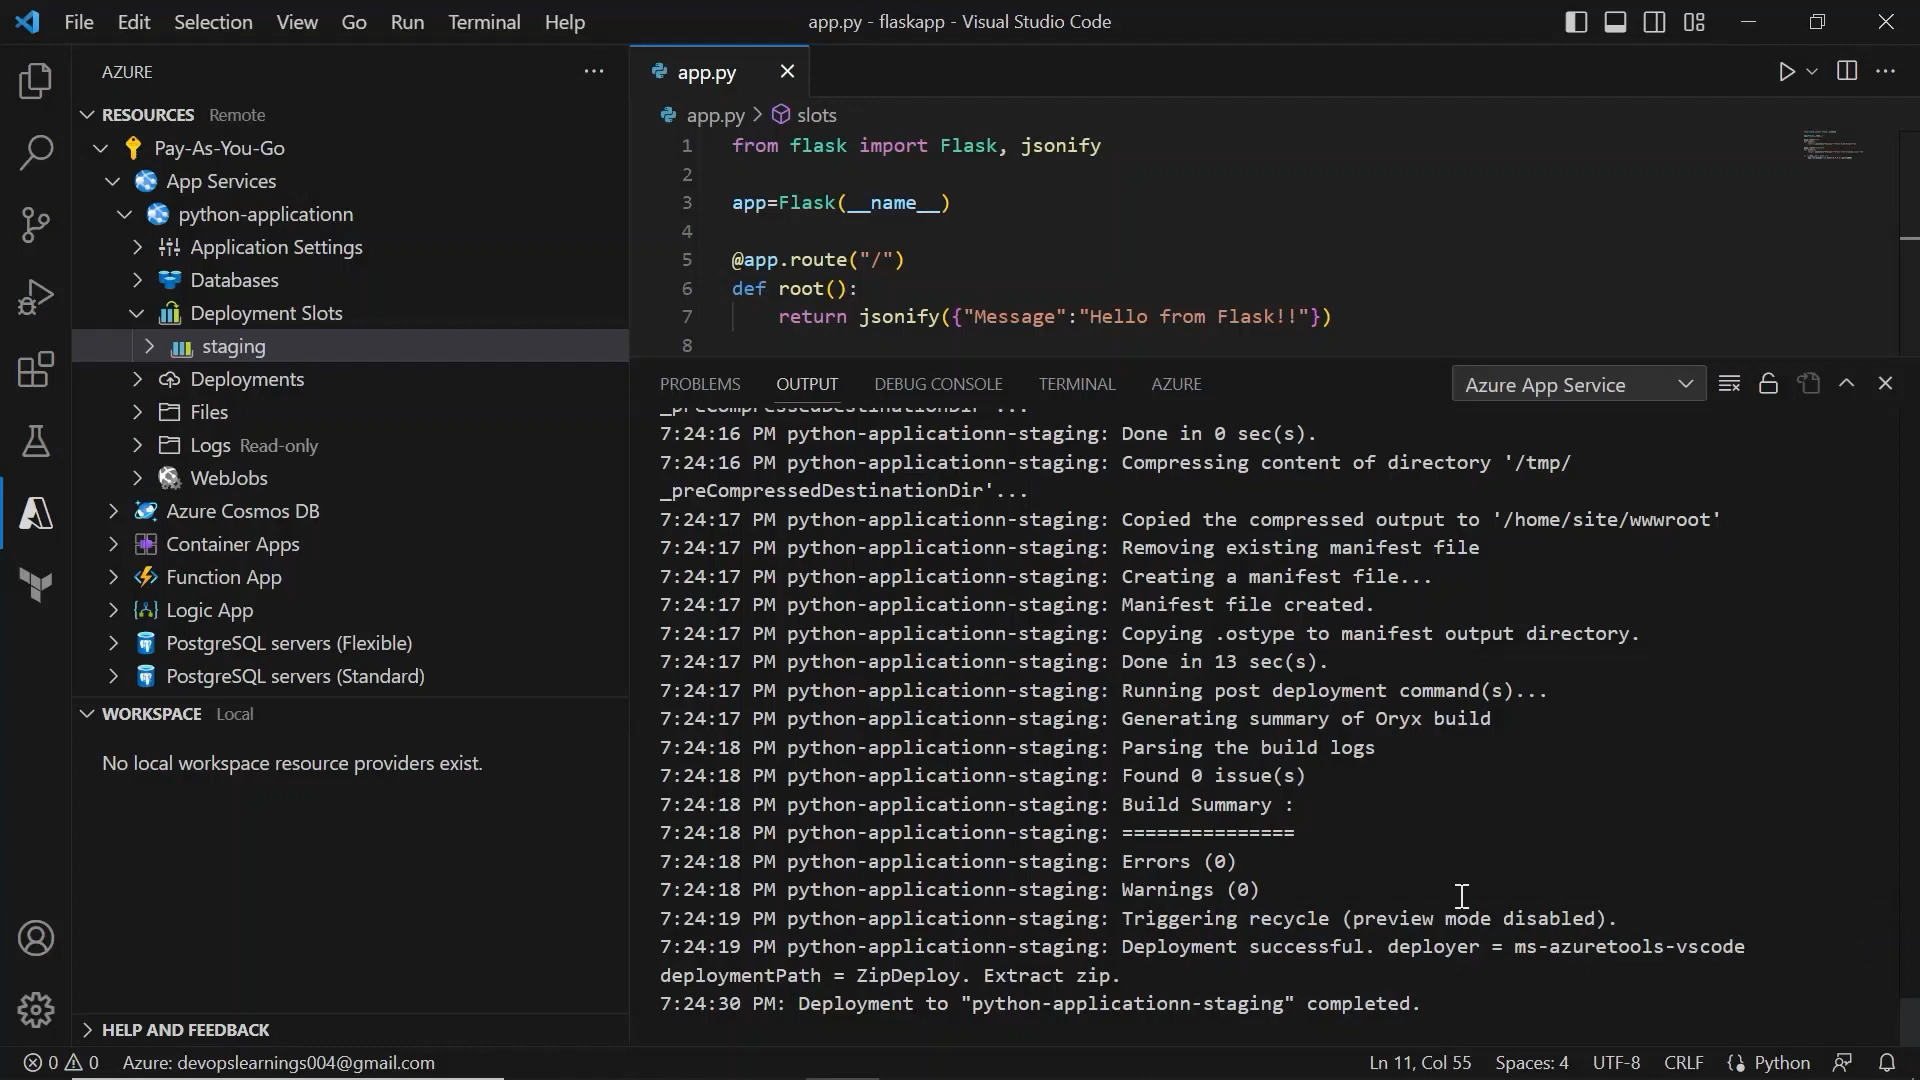 File Edit Selection View Go Run Terminal Help
app.py - flaskapp - Visual Studio Code
AZURE
RESOURCES Remote
Pay-As-You-Go
App Services
python-applicationn
Application Settings
Databases
Deployment Slots
staging
Deployments
Files
Logs Read-only
WebJobs
Azure Cosmos DB
Container Apps
Function App
Logic App
PostgreSQL servers (Flexible)
PostgreSQL servers (Standard)
WORKSPACE Local
No local workspace resource providers exist.
HELP AND FEEDBACK
app.py
app.py > slots
1 from flask import Flask, jsonify
2
3 app=Flask(__name__)
4
5 @app.route("/")
6 def root():
7 return jsonify({"Message":"Hello from Flask!!"})
8
PROBLEMS OUTPUT DEBUG CONSOLE TERMINAL AZURE
Azure App Service
_preCompressedDestinationDir'...
7:24:16 PM python-applicationn-staging: Done in 0 sec(s).
7:24:16 PM python-applicationn-staging: Compressing content of directory '/tmp/
_preCompressedDestinationDir'...
7:24:17 PM python-applicationn-staging: Copied the compressed output to '/home/site/wwwroot'
7:24:17 PM python-applicationn-staging: Removing existing manifest file
7:24:17 PM python-applicationn-staging: Creating a manifest file...
7:24:17 PM python-applicationn-staging: Manifest file created.
7:24:17 PM python-applicationn-staging: Copying .ostype to manifest output directory.
7:24:17 PM python-applicationn-staging: Done in 13 sec(s).
7:24:17 PM python-applicationn-staging: Running post deployment command(s)...
7:24:17 PM python-applicationn-staging: Generating summary of Oryx build
7:24:18 PM python-applicationn-staging: Parsing the build logs
7:24:18 PM python-applicationn-staging: Found 0 issue(s)
7:24:18 PM python-applicationn-staging: Build Summary :
7:24:18 PM python-applicationn-staging: ===============
7:24:18 PM python-applicationn-staging: Errors (0)
7:24:18 PM python-applicationn-staging: Warnings (0)
7:24:19 PM python-applicationn-staging: Triggering recycle (preview mode disabled).
7:24:19 PM python-applicationn-staging: Deployment successful. deployer = ms-azuretools-vscode
deploymentPath = ZipDeploy. Extract zip.
7:24:30 PM: Deployment to "python-applicationn-staging" completed.
0 0 Azure: devopslearnings004@gmail.com
Ln 11, Col 55 Spaces: 4 UTF-8 CRLF Python